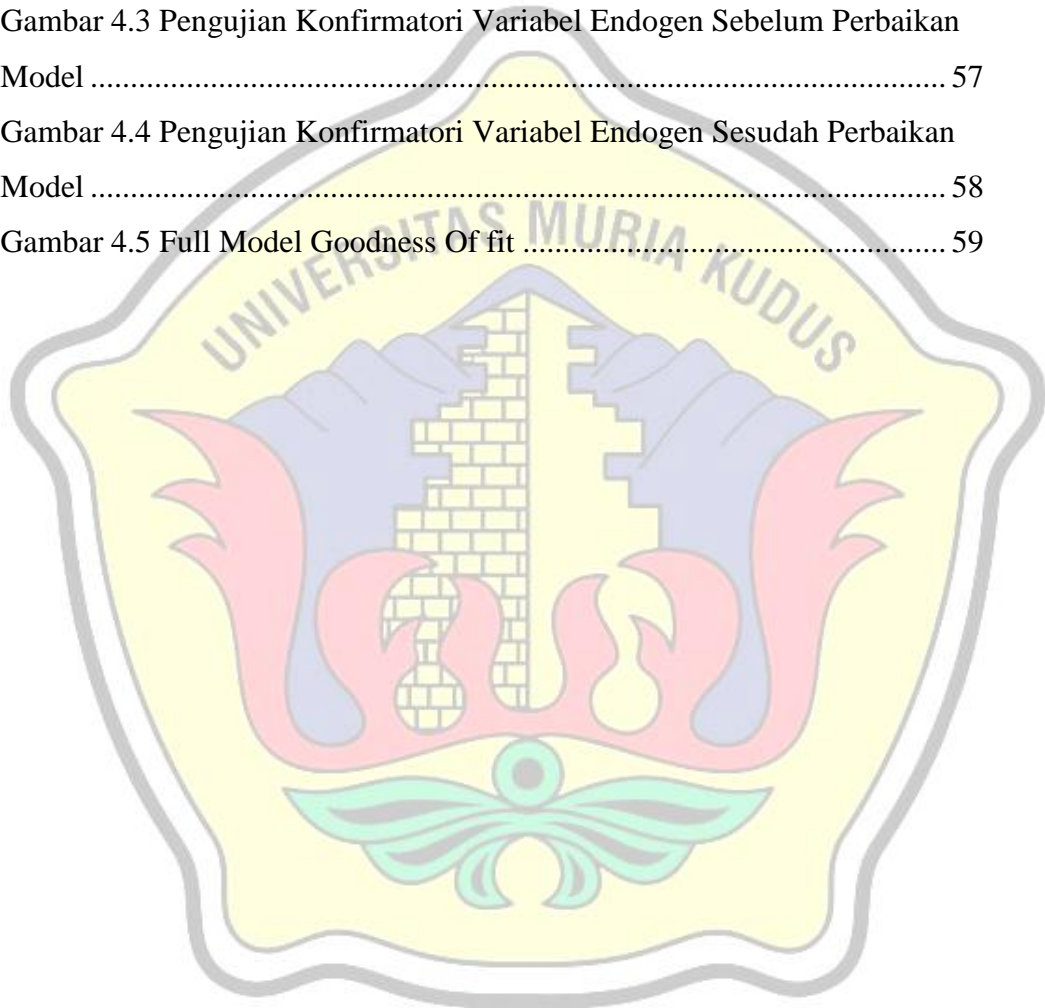 Gambar 4.3 Pengujian Konfirmatori Variabel Endogen Sebelum Perbaikan
Model ............................................................................................................ 57
Gambar 4.4 Pengujian Konfirmatori Variabel Endogen Sesudah Perbaikan
Model ............................................................................................................ 58
Gambar 4.5 Full Model Goodness Of fit ..................................................... 59
UNIVERSITAS MURIA KUDUS